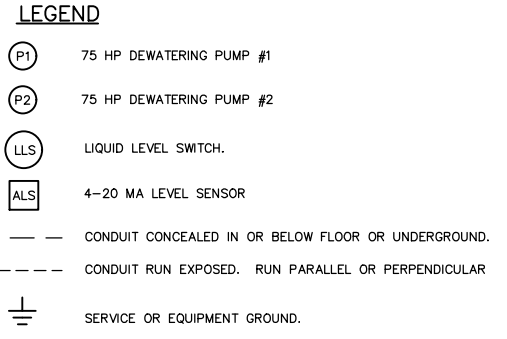 LEGEND
P1 75 HP DEWATERING PUMP #1
P2 75 HP DEWATERING PUMP #2
LLS LIQUID LEVEL SWITCH.
ALS 4-20 MA LEVEL SENSOR
CONDUIT CONCEALED IN OR BELOW FLOOR OR UNDERGROUND.
CONDUIT RUN EXPOSED. RUN PARALLEL OR PERPENDICULAR
SERVICE OR EQUIPMENT GROUND.